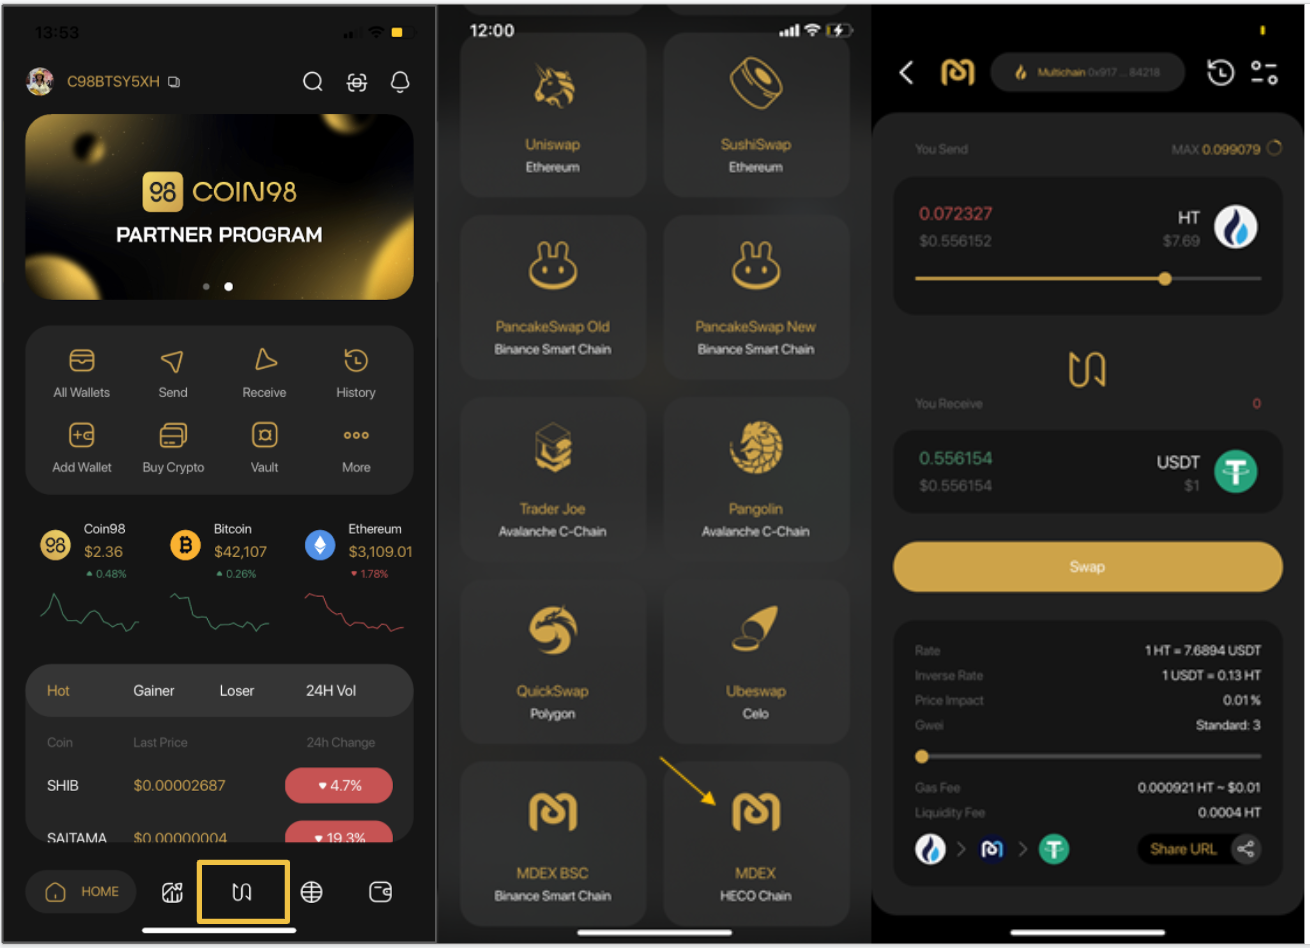 13:53
C98BTSY5XH
98 COIN98
PARTNER PROGRAM
All Wallets Send Receive History
Add Wallet Buy Crypto Vault More
Coin98 Bitcoin Ethereum
$2.36 $42,107 $3,109.01
0.48% 0.26% 1.78%
Hot Gainer Loser 24H Vol
Coin Last Price 24h Change
SHIB $0.00002687 4.7%
SAITAMA $0.00000004 19.3%
HOME
12:00
Uniswap SushiSwap
Ethereum Ethereum
PancakeSwap Old PancakeSwap New
Binance Smart Chain Binance Smart Chain
Trader Joe Pangolin
Avalanche C-Chain Avalanche C-Chain
QuickSwap Ubeswap
Polygon Celo
MDEX BSC MDEX
Binance Smart Chain HECO Chain
Multichain 0x917 ... 84218
You Send MAX 0.099079
0.072327 HT
$0.556152 $7.69
You Receive 0
0.556154 USDT
$0.556154 $1
Swap
Rate 1 HT = 7.6894 USDT
Inverse Rate 1 USDT = 0.13 HT
Price Impact 0.01%
Gwei Standard: 3
Gas Fee 0.000921 HT ~ $0.01
Liquidity Fee 0.0004 HT
Share URL